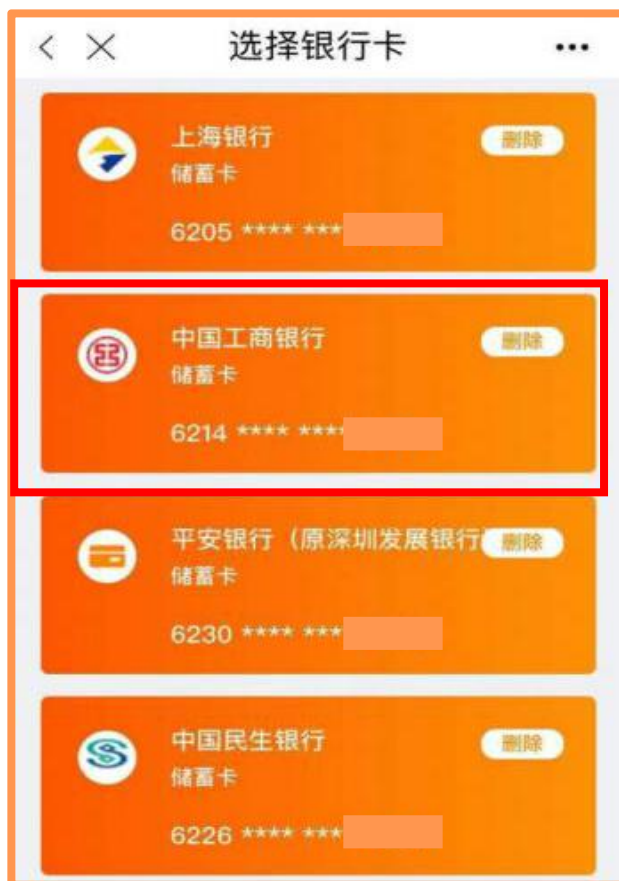 选择银行卡
上海银行
删除
储蓄卡
6205 **** ***
中国工商银行
删除
储蓄卡
6214 **** ****
平安银行（原深圳发展银行
删除
储蓄卡
6230 **** ***
中国民生银行
删除
储蓄卡
6226 **** ***